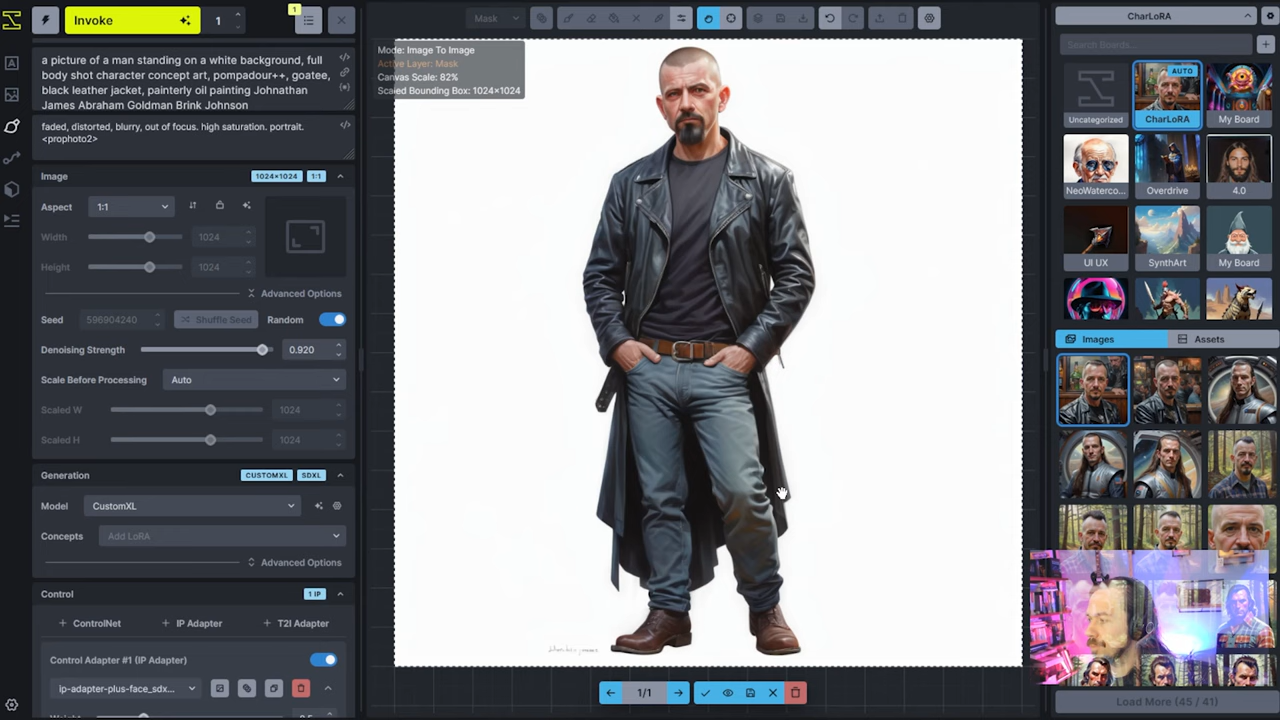 Invoke
1
1
a picture of a man standing on a white background, full
body shot character concept art, pompadour++, goatee,
black leather jacket, painterly oil painting Johnathan
James Abraham Goldman Brink Johnson
faded, distorted, blurry, out of focus. high saturation. portrait.
<prophoto2>
Image
1024×1024
1:1
Aspect
1:1
Width
1024
Height
1024
Advanced Options
Seed
596904240
Shuffle Seed
Random
Denoising Strength
0.920
Scale Before Processing
Auto
Scaled W
1024
Scaled H
1024
Generation
CUSTOMXL
SDXL
Model
CustomXL
Concepts
Add LoRA
Advanced Options
Control
1 IP
+ ControlNet
+ IP Adapter
+ T2I Adapter
Control Adapter #1 (IP Adapter)
ip-adapter-plus-face_sdx...
Weight
0.5
Mask
Mode: Image To Image
Active Layer: Mask
Canvas Scale: 82%
Scaled Bounding Box: 1024×1024
1/1
CharLoRA
Search Boards...
Uncategorized
AUTO
CharLoRA
My Board
NeoWaterco...
Overdrive
4.0
UI UX
SynthArt
My Board
Images
Assets
Load More (45 / 41)